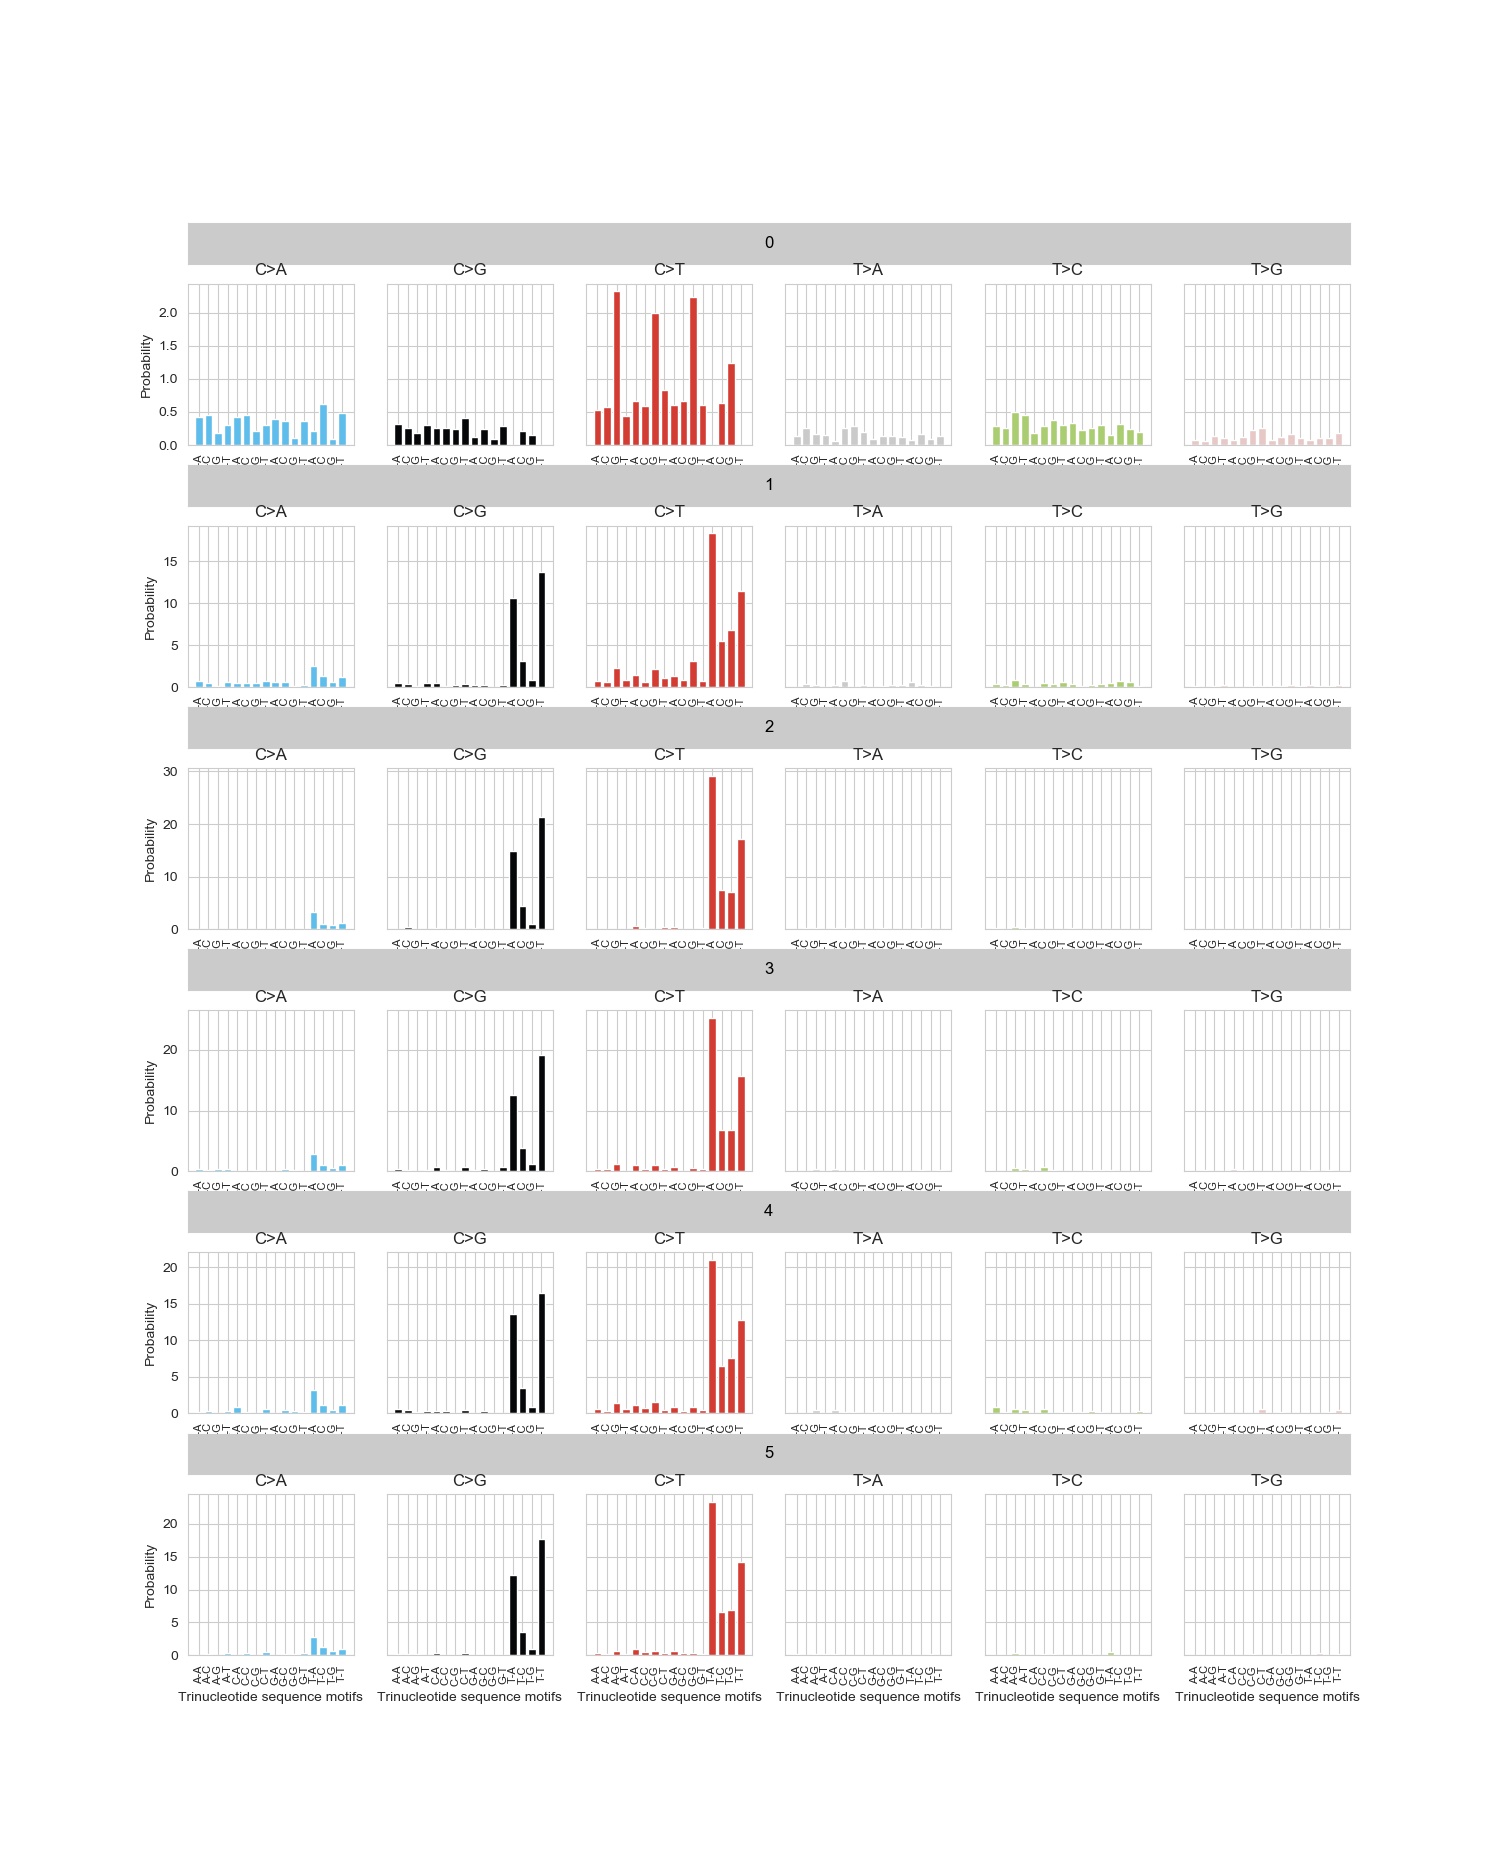 0
C>A C>G C>T T>A T>C T>G
Probability
2.0
1.5
1.0
0.5
0.0
1
C>A C>G C>T T>A T>C T>G
Probability
15
10
5
0
2
C>A C>G C>T T>A T>C T>G
Probability
30
20
10
0
3
C>A C>G C>T T>A T>C T>G
Probability
20
10
0
4
C>A C>G C>T T>A T>C T>G
Probability
20
15
10
5
0
5
C>A C>G C>T T>A T>C T>G
Probability
20
15
10
5
0
A-A A-C A-G A-T C-A C-C C-G C-T G-A G-C G-G G-T T-A T-C T-G T-T
A-A A-C A-G A-T C-A C-C C-G C-T G-A G-C G-G G-T T-A T-C T-G T-T
A-A A-C A-G A-T C-A C-C C-G C-T G-A G-C G-G G-T T-A T-C T-G T-T
A-A A-C A-G A-T C-A C-C C-G C-T G-A G-C G-G G-T T-A T-C T-G T-T
A-A A-C A-G A-T C-A C-C C-G C-T G-A G-C G-G G-T T-A T-C T-G T-T
A-A A-C A-G A-T C-A C-C C-G C-T G-A G-C G-G G-T T-A T-C T-G T-T
Trinucleotide sequence motifs Trinucleotide sequence motifs Trinucleotide sequence motifs Trinucleotide sequence motifs Trinucleotide sequence motifs Trinucleotide sequence motifs